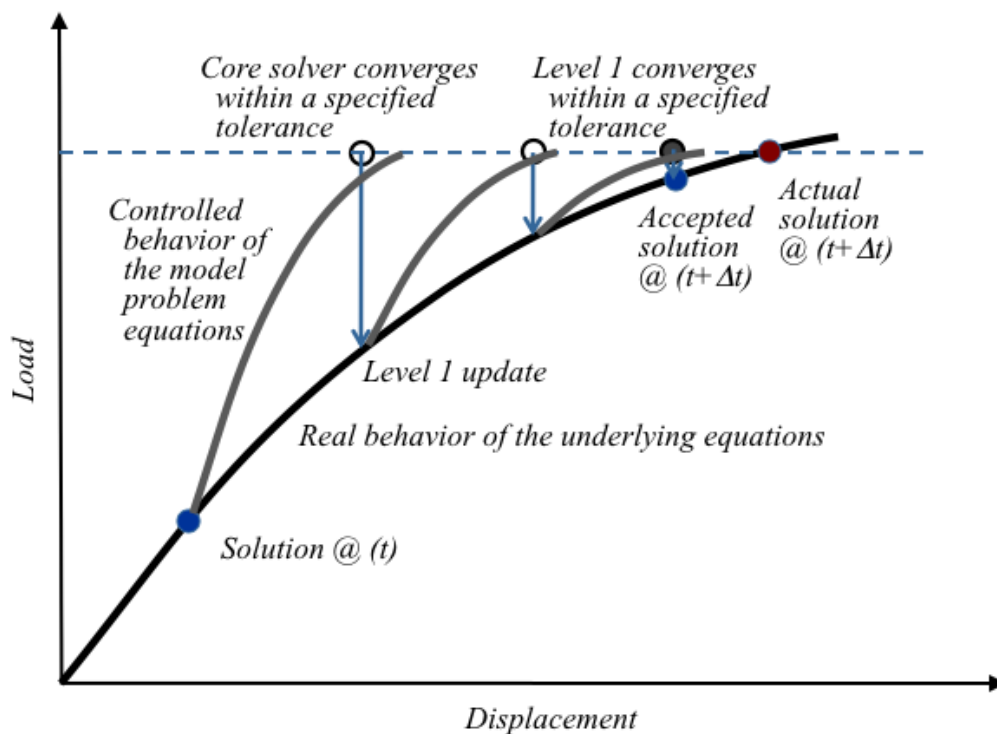 Core solver converges
within a specified
tolerance
Level 1 converges
within a specified
tolerance
Controlled
behavior of
the model
problem
equations
Accepted
solution
@ (t+Δt)
Actual
solution
@ (t+Δt)
Level 1 update
Real behavior of the underlying equations
Solution @ (t)
Load
Displacement